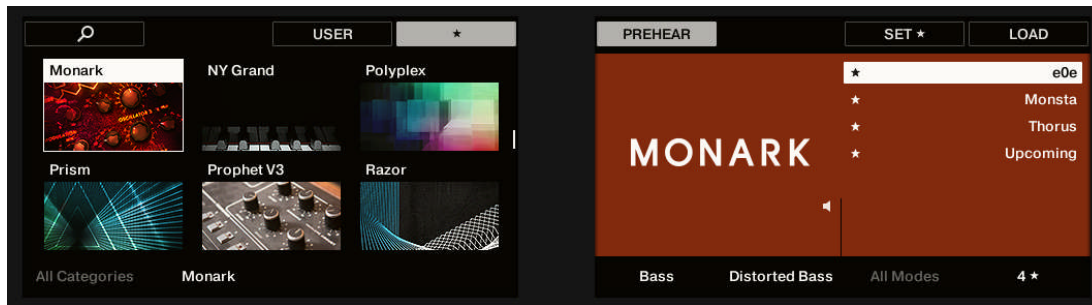 USER ★
Monark NY Grand Polyplex
OSCILLATOR
Prism Prophet V3 Razor
All Categories Monark
PREHEAR SET ★ LOAD
MONARK
★ e0e
★ Monsta
★ Thorus
★ Upcoming
Bass Distorted Bass All Modes 4 ★